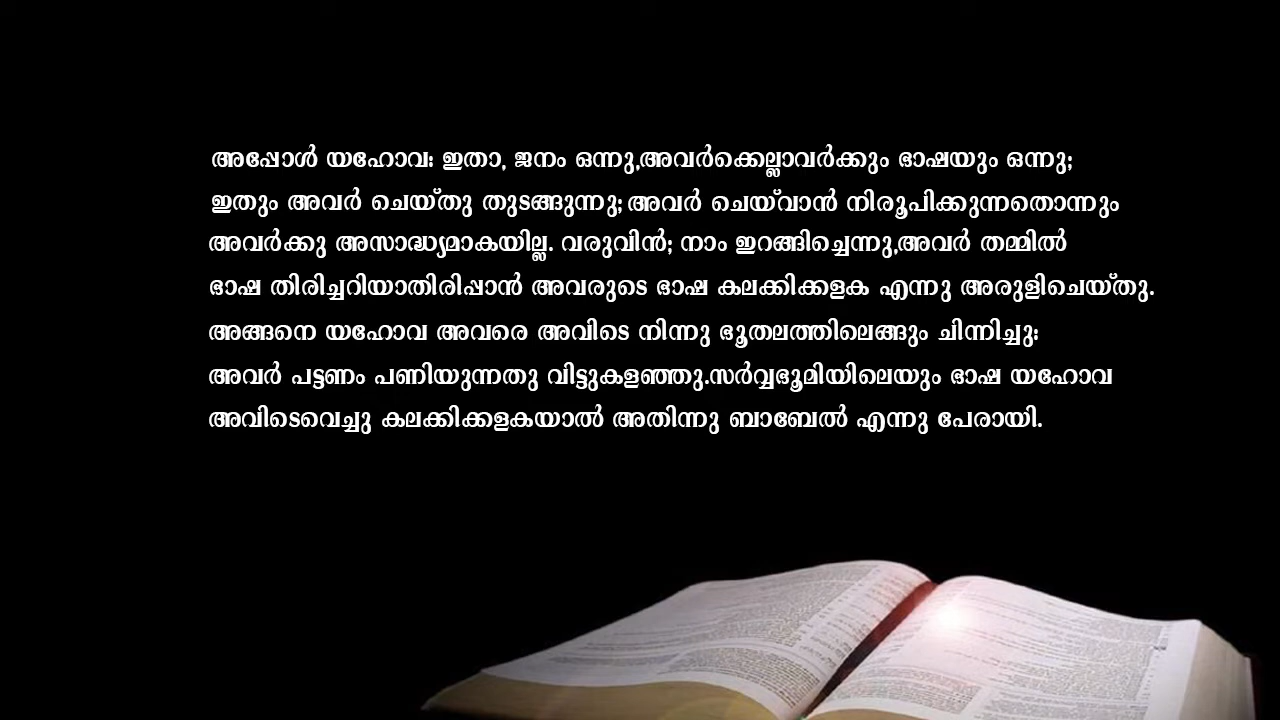 അപ്പോൾ യഹോവ: ഇതാ, ജനം ഒന്നു,അവർക്കെല്ലാവർക്കും ഭാഷയും ഒന്നു;
ഇതും അവർ ചെയ്തു തുടങ്ങുന്നു; അവർ ചെയ്‌വാൻ നിരൂപിക്കുന്നതൊന്നും
അവർക്കു അസാദ്ധ്യമാകയില്ല. വരുവിൻ; നാം ഇറങ്ങിച്ചെന്നു,അവർ തമ്മിൽ
ഭാഷ തിരിച്ചറിയാതിരിപ്പാൻ അവരുടെ ഭാഷ കലക്കിക്കളക എന്നു അരുളിചെയ്തു.
അങ്ങനെ യഹോവ അവരെ അവിടെ നിന്നു ഭൂതലത്തിലെങ്ങും ചിന്നിച്ചു:
അവർ പട്ടണം പണിയുന്നതു വിട്ടുകളഞ്ഞു.സർവ്വഭൂമിയിലെയും ഭാഷ യഹോവ
അവിടെവെച്ചു കലക്കിക്കളകയാൽ അതിന്നു ബാബേൽ എന്നു പേരായി.